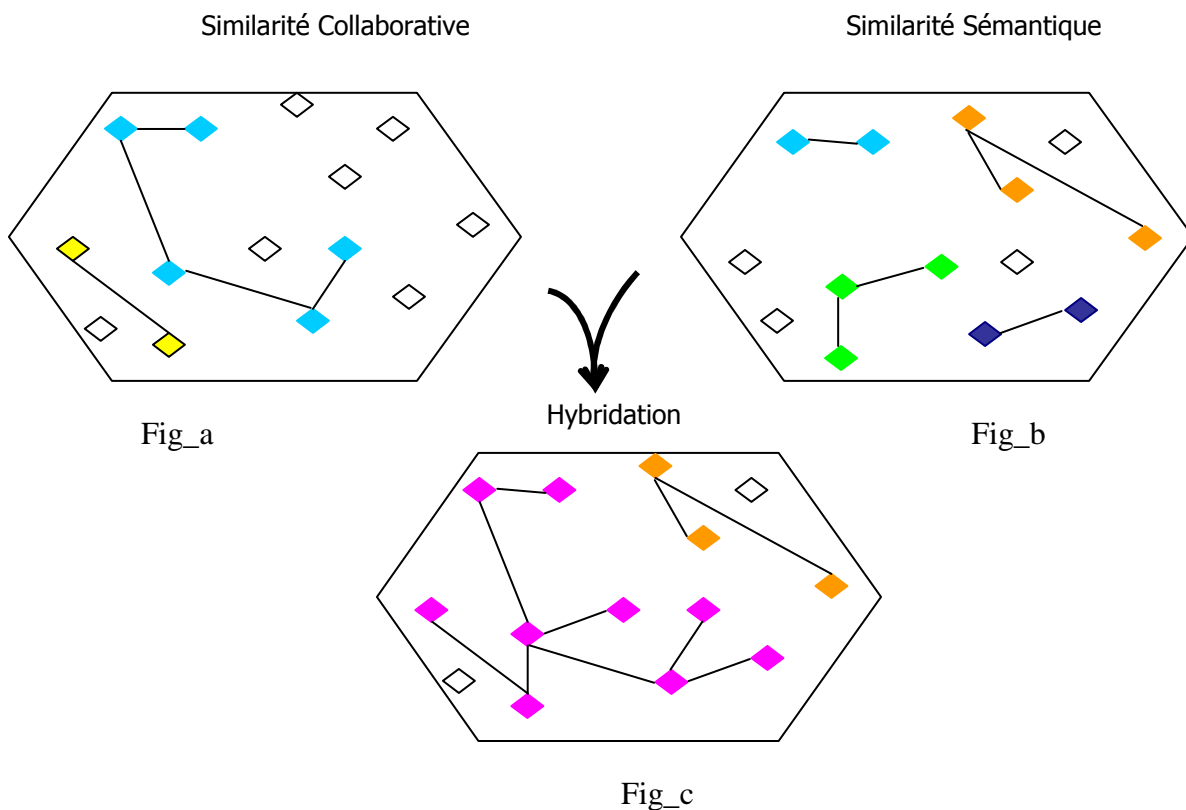 Similarité Collaborative
Similarité Sémantique
Fig_a
Fig_b
Hybridation
Fig_c